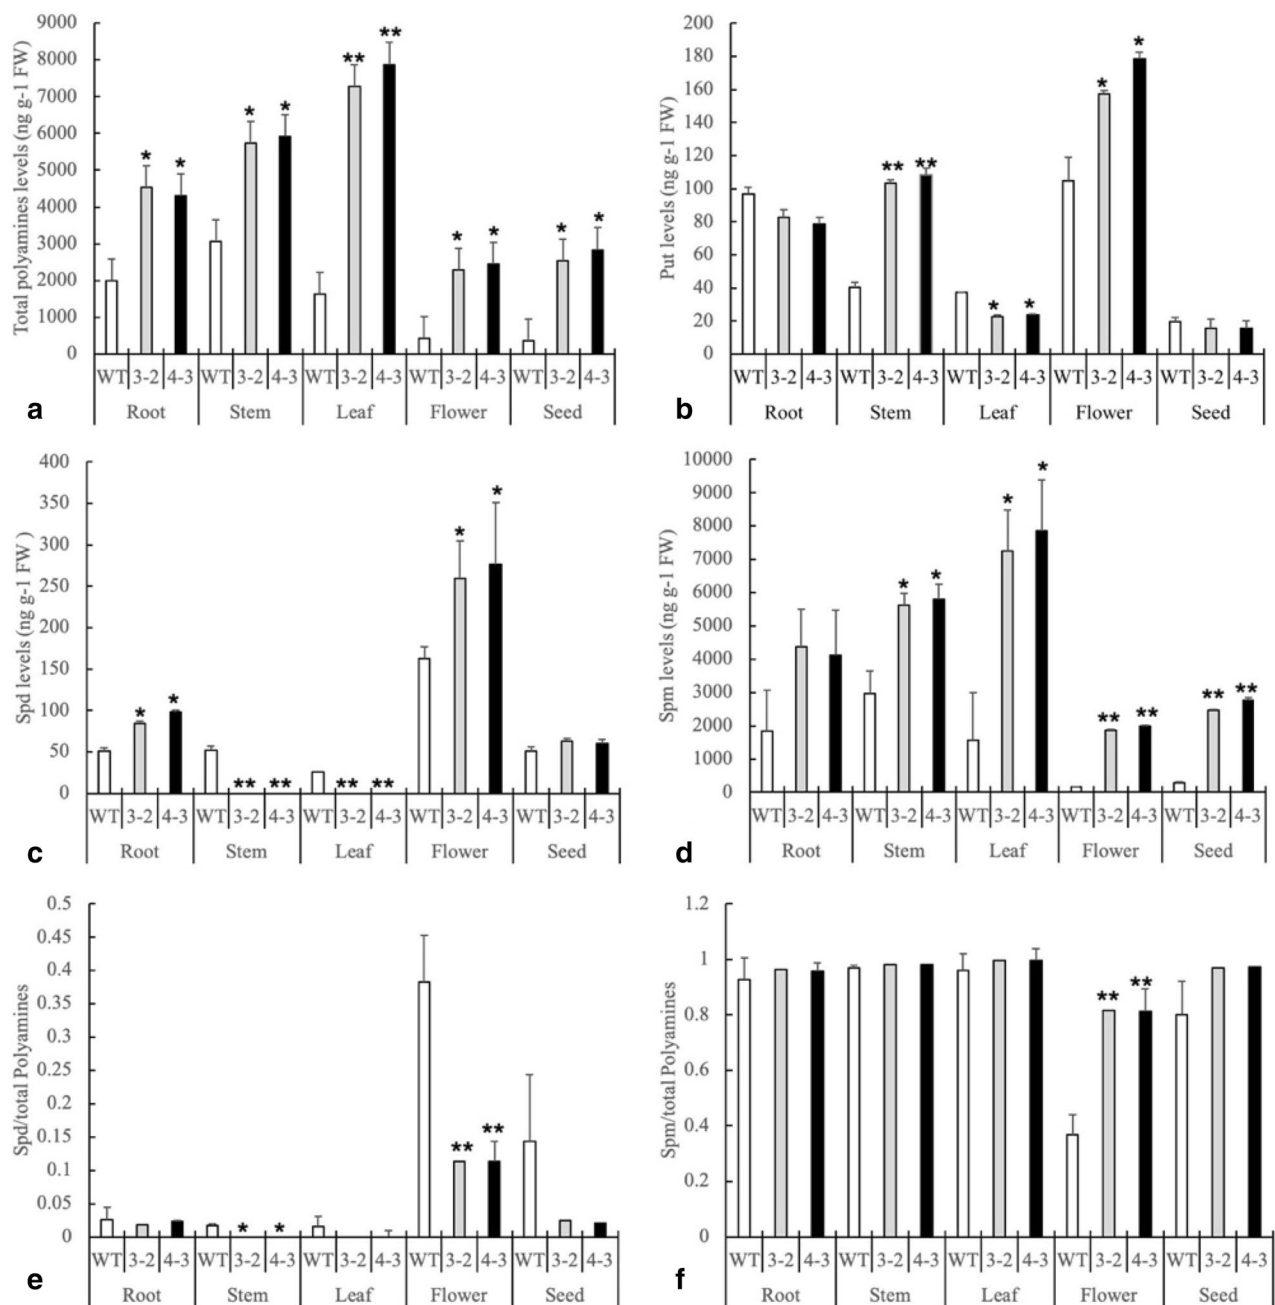 Total polyamines levels (ng g-1 FW)
9000
8000
7000
6000
5000
4000
3000
2000
1000
0
* * * * ** ** * * * *
WT 3-2 4-3 WT 3-2 4-3 WT 3-2 4-3 WT 3-2 4-3 WT 3-2 4-3
Root Stem Leaf Flower Seed
a
Put levels (ng g-1 FW)
200
180
160
140
120
100
80
60
40
20
0
** ** * * * *
WT 3-2 4-3 WT 3-2 4-3 WT 3-2 4-3 WT 3-2 4-3 WT 3-2 4-3
Root Stem Leaf Flower Seed
b
Spd levels (ng g-1 FW )
400
350
300
250
200
150
100
50
0
* * ** ** ** ** * *
WT 3-2 4-3 WT 3-2 4-3 WT 3-2 4-3 WT 3-2 4-3 WT 3-2 4-3
Root Stem Leaf Flower Seed
c
Spm levels (ng g-1 FW)
10000
9000
8000
7000
6000
5000
4000
3000
2000
1000
0
* * * * ** ** ** **
WT 3-2 4-3 WT 3-2 4-3 WT 3-2 4-3 WT 3-2 4-3 WT 3-2 4-3
Root Stem Leaf Flower Seed
d
Spd/total Polyamines
0.5
0.45
0.4
0.35
0.3
0.25
0.2
0.15
0.1
0.05
0
* * ** **
WT 3-2 4-3 WT 3-2 4-3 WT 3-2 4-3 WT 3-2 4-3 WT 3-2 4-3
Root Stem Leaf Flower Seed
e
Spm/total Polyamines
1.2
1
0.8
0.6
0.4
0.2
0
** **
WT 3-2 4-3 WT 3-2 4-3 WT 3-2 4-3 WT 3-2 4-3 WT 3-2 4-3
Root Stem Leaf Flower Seed
f